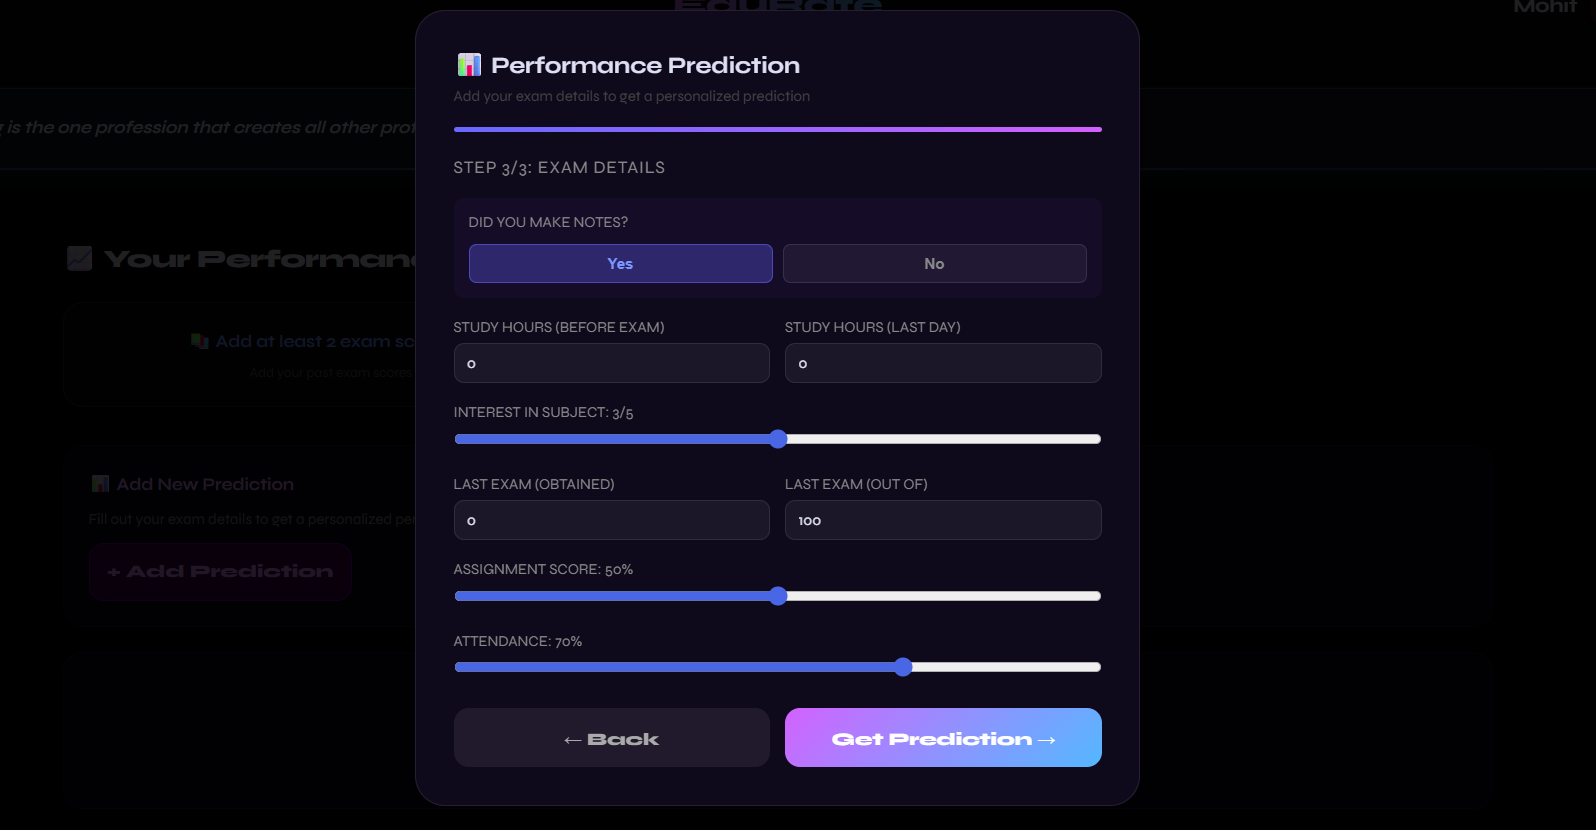 EduRate
Mohit
g is the one profession that creates all other prof
📊 Performance Prediction
Add your exam details to get a personalized prediction
STEP 3/3: EXAM DETAILS
DID YOU MAKE NOTES?
Yes
No
STUDY HOURS (BEFORE EXAM)
STUDY HOURS (LAST DAY)
0
0
INTEREST IN SUBJECT: 3/5
LAST EXAM (OBTAINED)
LAST EXAM (OUT OF)
0
100
ASSIGNMENT SCORE: 50%
ATTENDANCE: 70%
← Back
Get Prediction →
📈 Your Performanc
📚 Add at least 2 exam sc
Add your past exam scores
📊 Add New Prediction
Fill out your exam details to get a personalized per
+ Add Prediction